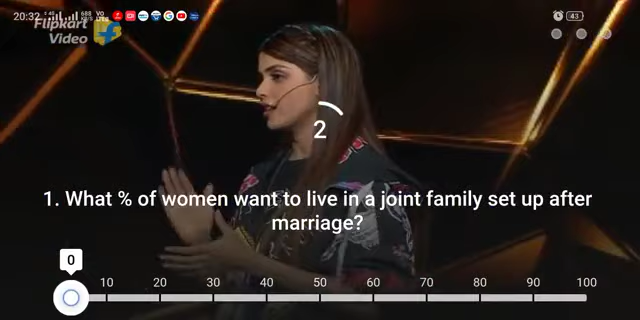 20:32
Flipkart
Video
43
2
1. What % of women want to live in a joint family set up after
marriage?
0
10 20 30 40 50 60 70 80 90 100